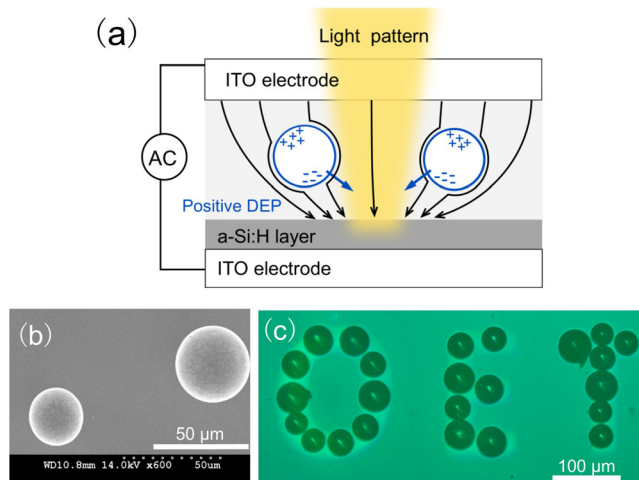 (a)
Light pattern
ITO electrode
AC
+ + + + + +
- - - - -
+ + + + + +
- - - - -
Positive DEP
a-Si:H layer
ITO electrode
(b)
50 μm
WD10.8mm 14.0kV x600 50um
(c)
100 μm